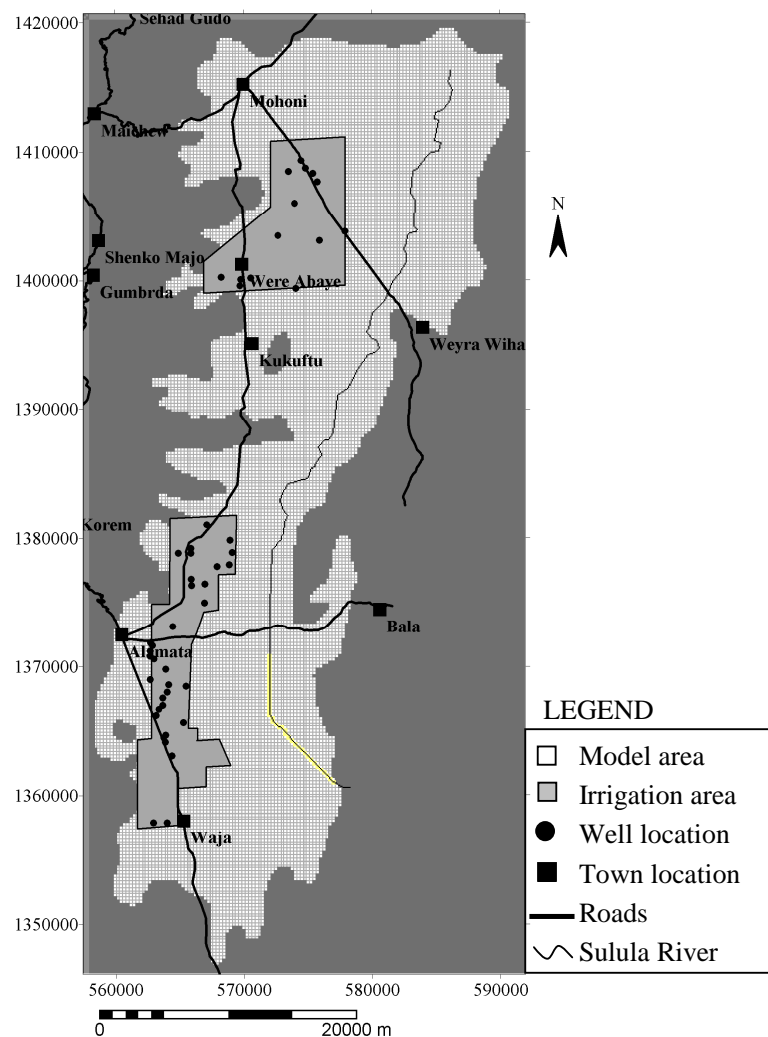 1420000
Sehad Gudo
Mohoni
Maichew
1410000
N
Shenko Majo
1400000
Were Abaye
Gumbrda
Weyra Wiha
Kukuftu
1390000
1380000
Korem
Bala
Alamata
1370000
LEGEND
Model area
1360000
Irrigation area
Well location
Waja
Town location
Roads
1350000
Sulula River
560000 570000 580000 590000
0 20000 m